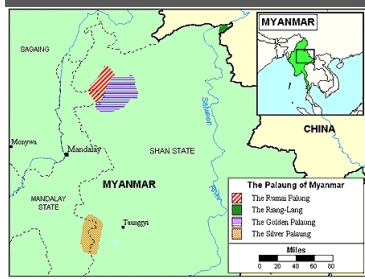 MYANMAR
SAGAING
CHINA
Salween
River
Monywa
Mandalay
SHAN STATE
MYANMAR
MANDALAY
STATE
Taunggyi
The Palaung of Myanmar
The Rumai Palung
The Riang-Lang
The Golden Palaung
The Silver Palaung
Miles
0 20 40 60 80